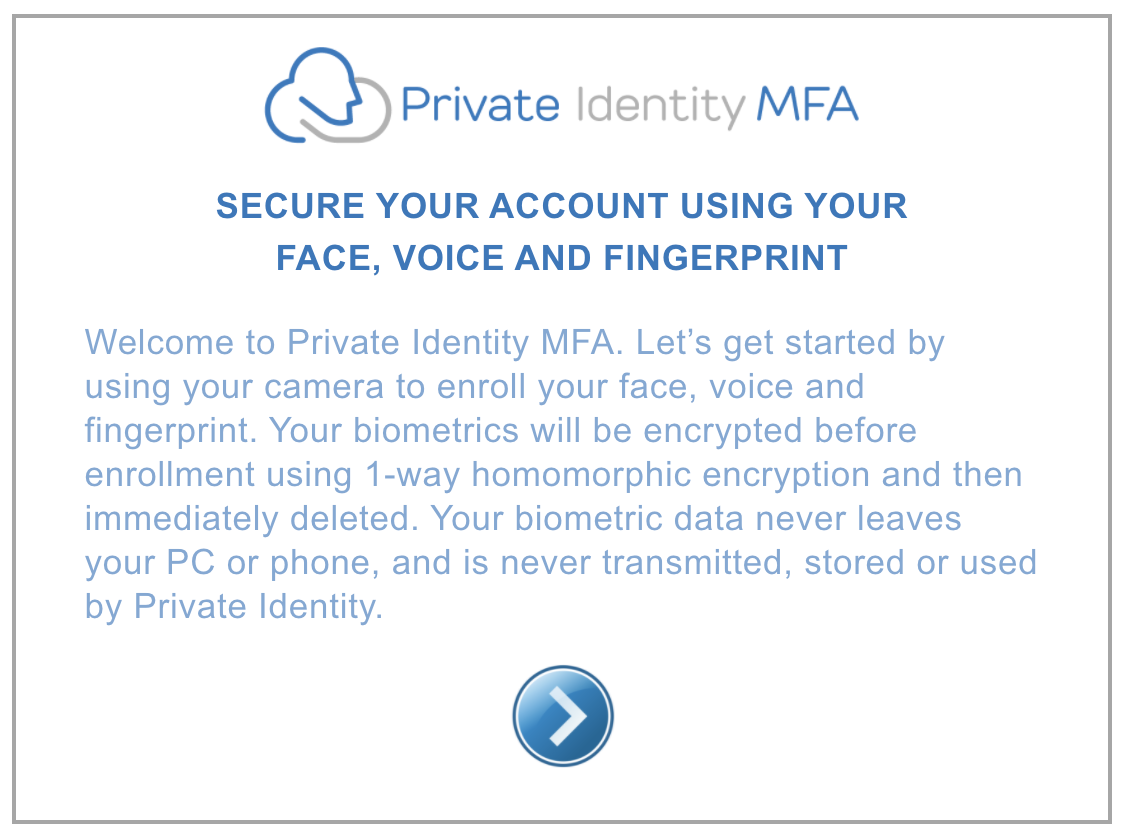 Private Identity MFA
SECURE YOUR ACCOUNT USING YOUR
FACE, VOICE AND FINGERPRINT
Welcome to Private Identity MFA. Let’s get started by
using your camera to enroll your face, voice and
fingerprint. Your biometrics will be encrypted before
enrollment using 1-way homomorphic encryption and then
immediately deleted. Your biometric data never leaves
your PC or phone, and is never transmitted, stored or used
by Private Identity.